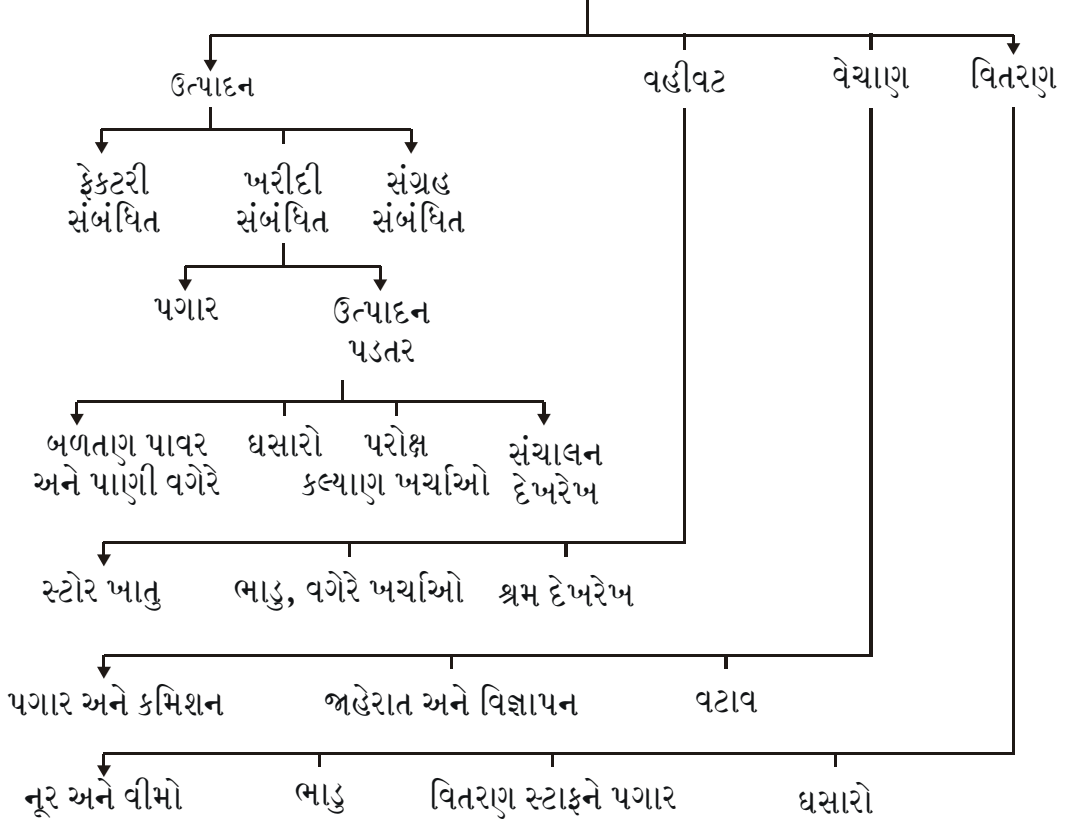 ઉત્પાદન વહીવટ વેચાણ વિતરણ
ફેકટરી ખરીદી સંગ્રહ
સંબંધિત સંબંધિત સંબંધિત
પગાર ઉત્પાદન
પડતર
બળતણ પાવર ઘસારો પરોક્ષ સંચાલન
અને પાણી વગેરે કલ્યાણ ખર્ચાઓ દેખરેખ
સ્ટોર ખાતુ ભાડુ, વગેરે ખર્ચાઓ શ્રમ દેખરેખ
પગાર અને કમિશન જાહેરાત અને વિજ્ઞાપન વટાવ
નૂર અને વીમો ભાડુ વિતરણ સ્ટાફને પગાર ઘસારો